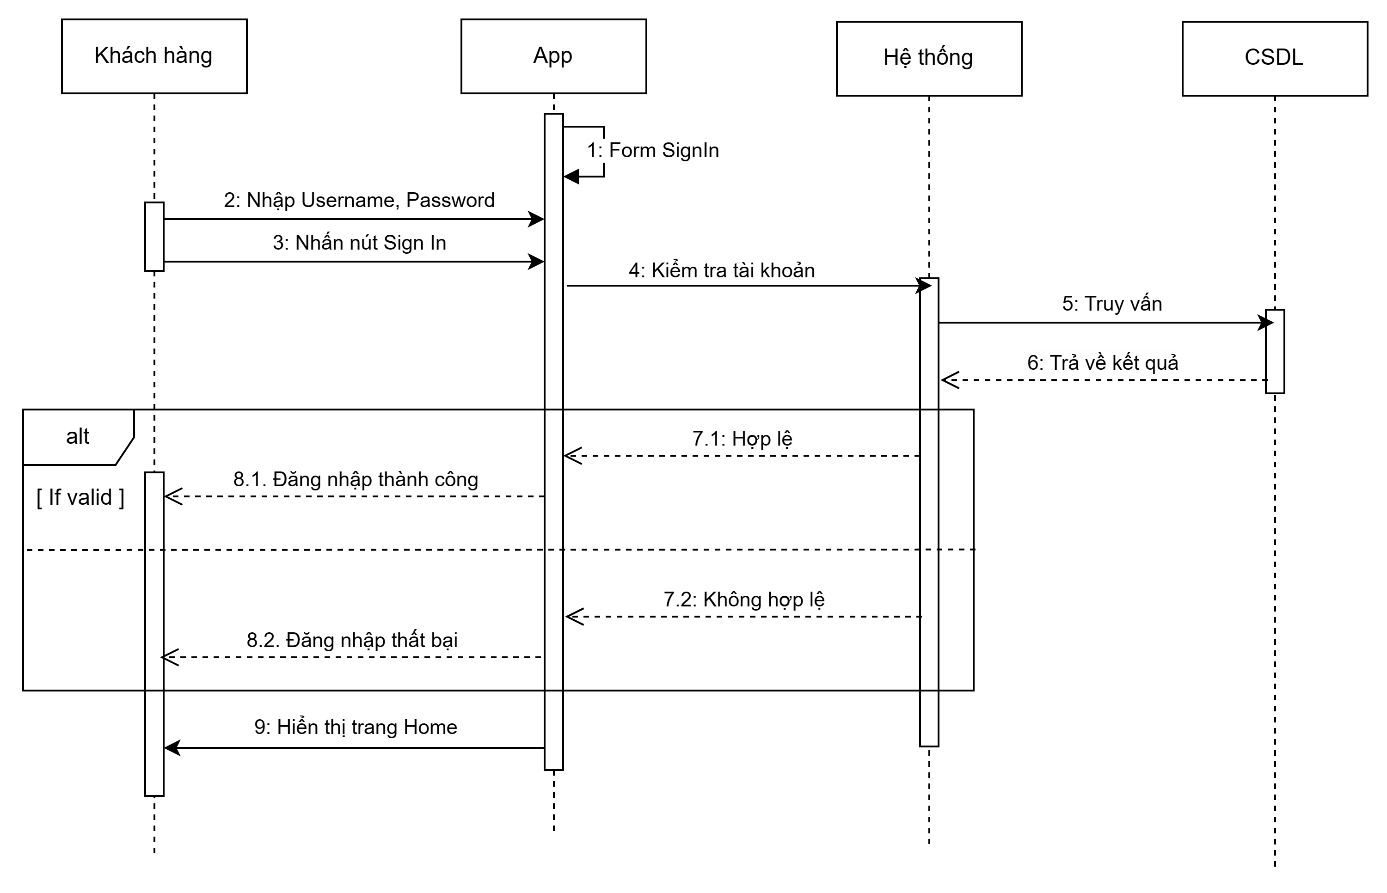 Khách hàng
App
Hệ thống
CSDL
1: Form SignIn
2: Nhập Username, Password
3: Nhấn nút Sign In
4: Kiểm tra tài khoản
5: Truy vấn
6: Trả về kết quả
alt
7.1: Hợp lệ
8.1. Đăng nhập thành công
[ If valid ]
7.2: Không hợp lệ
8.2. Đăng nhập thất bại
9: Hiển thị trang Home